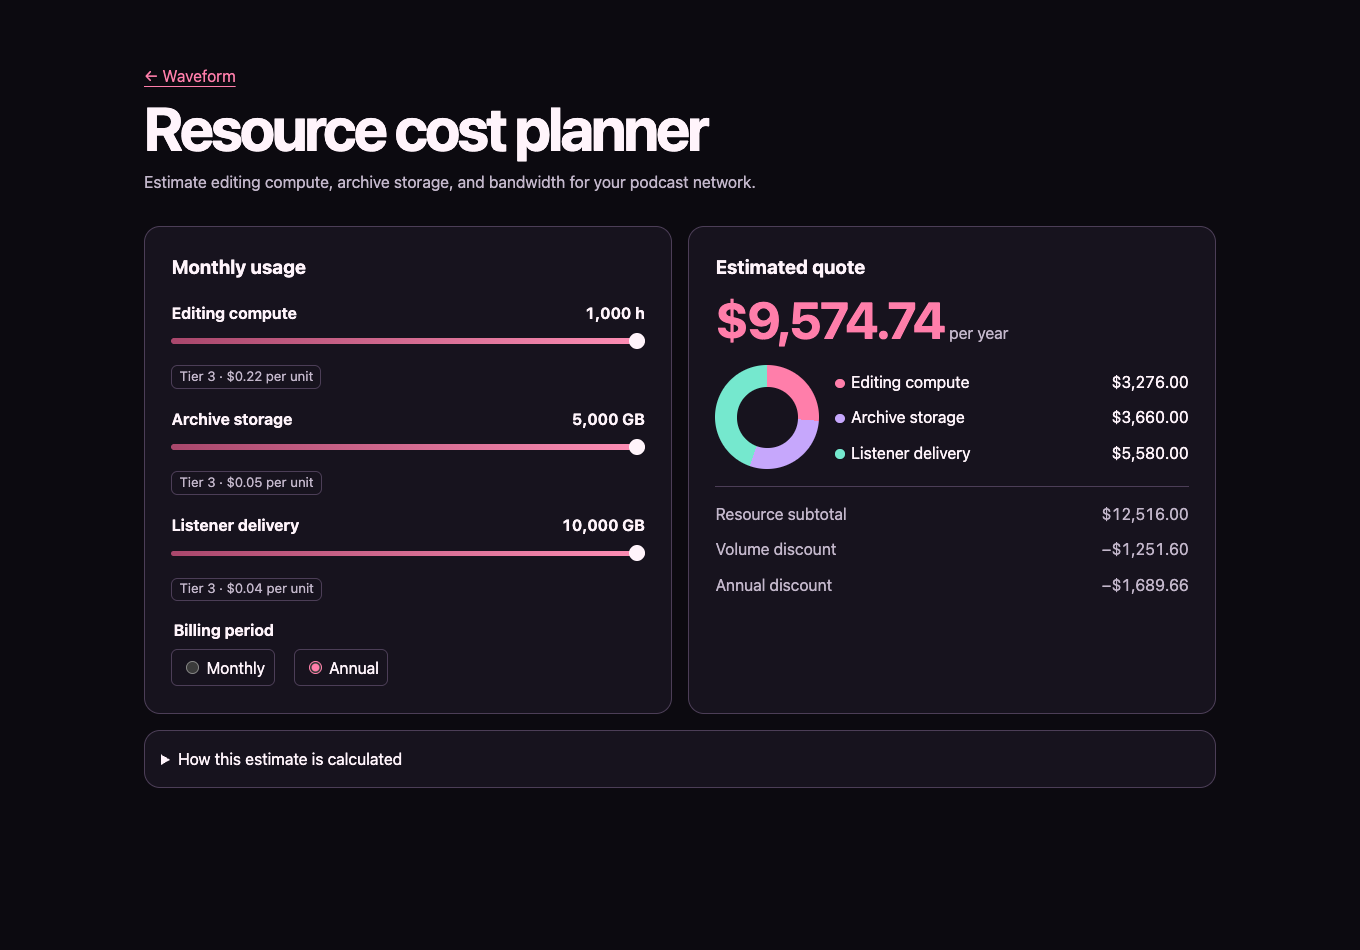 ← Waveform
Resource cost planner
Estimate editing compute, archive storage, and bandwidth for your podcast network.
Monthly usage
Editing compute 1,000 h
Tier 3 · $0.22 per unit
Archive storage 5,000 GB
Tier 3 · $0.05 per unit
Listener delivery 10,000 GB
Tier 3 · $0.04 per unit
Billing period
Monthly Annual
Estimated quote
$9,574.74 per year
Editing compute $3,276.00
Archive storage $3,660.00
Listener delivery $5,580.00
Resource subtotal $12,516.00
Volume discount −$1,251.60
Annual discount −$1,689.66
How this estimate is calculated